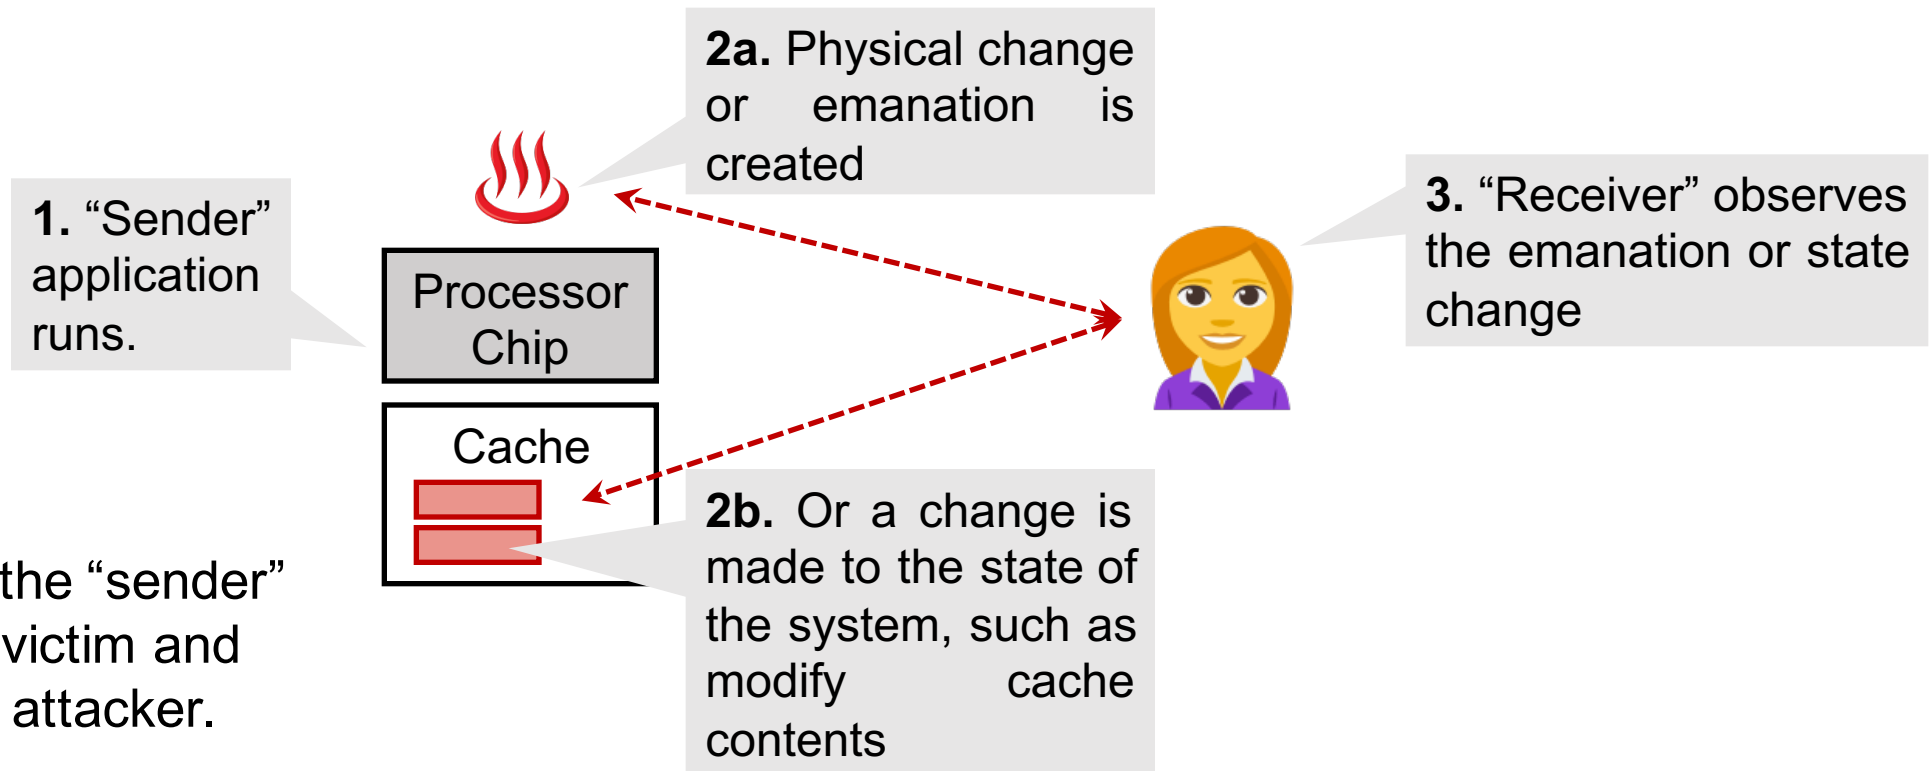 1. “Sender”
application
runs.
2a. Physical change
or emanation is
created
Processor
Chip
Cache
2b. Or a change is
made to the state of
the system, such as
modify cache
contents
3. “Receiver” observes
the emanation or state
change
the “sender”
victim and
attacker.